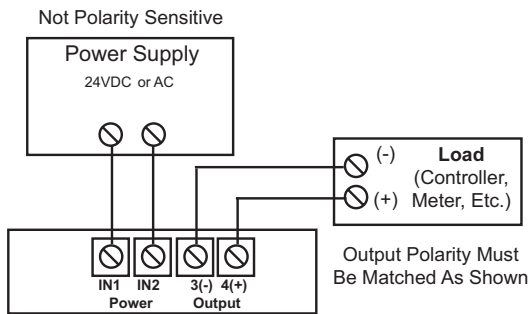 Not Polarity Sensitive
Power Supply
24VDC or AC
(-)
Load
(Controller,
(+)
Meter, Etc.)
Output Polarity Must
Be Matched As Shown
IN1 IN2 3(-) 4(+)
Power Output